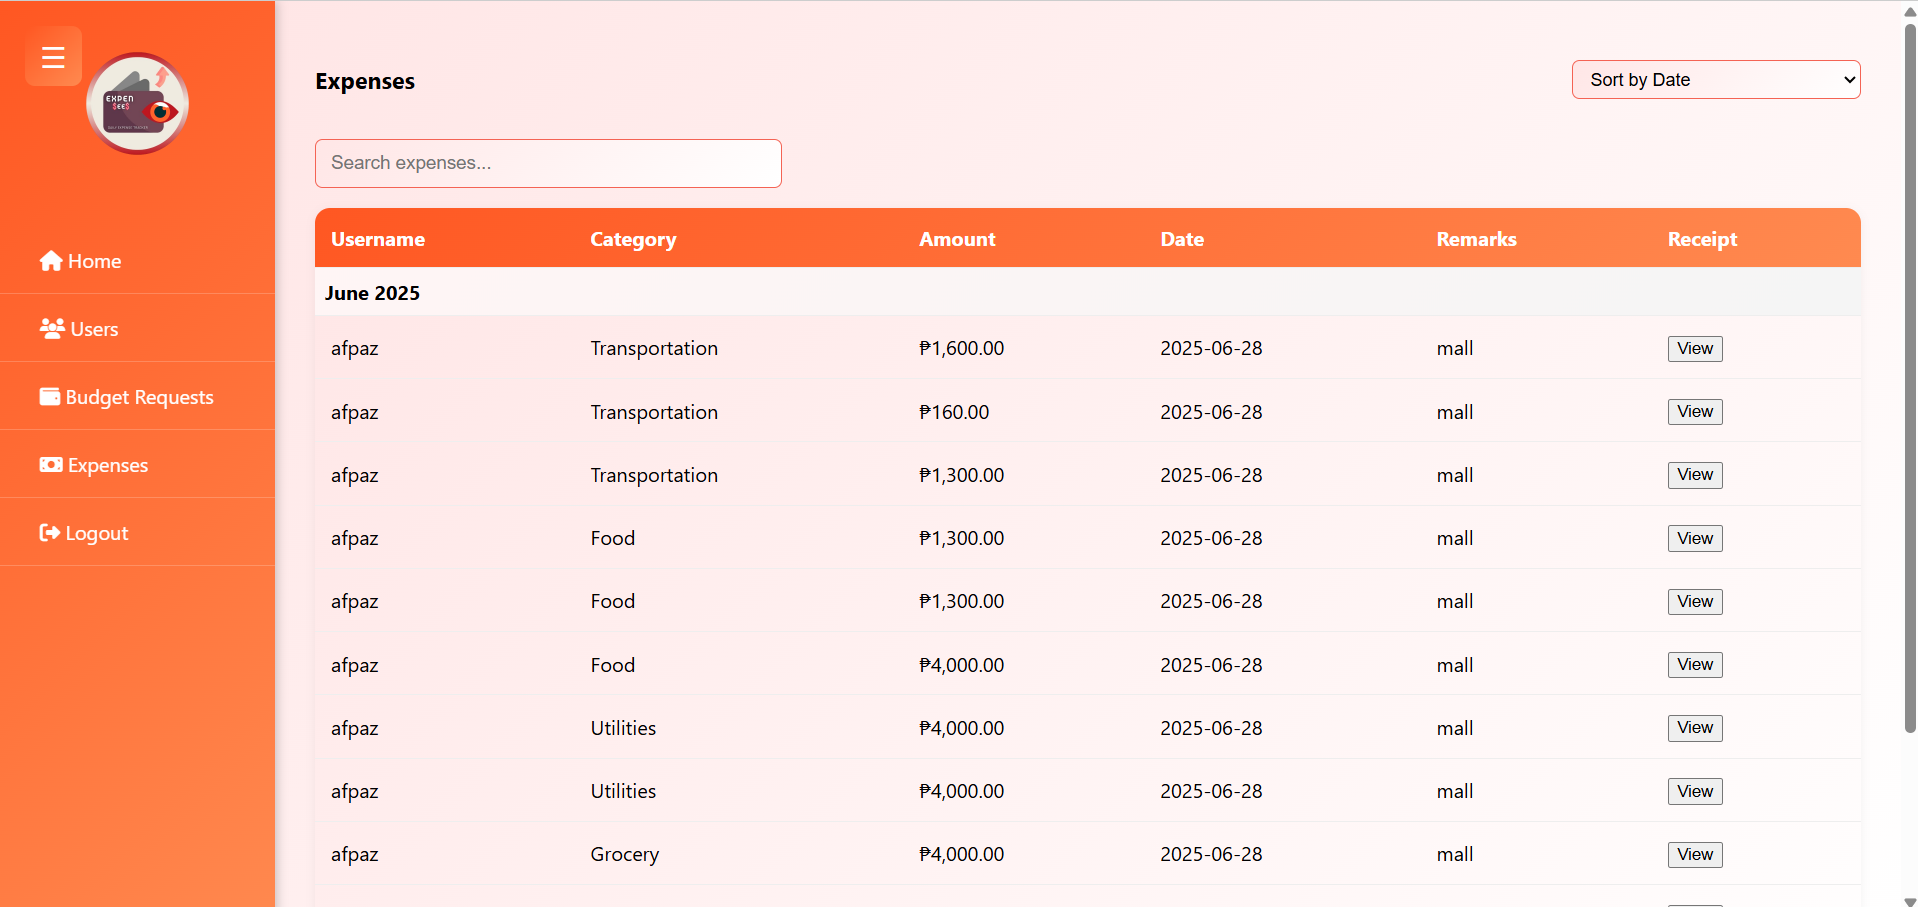 EXPEN
$EE$
Expenses
Sort by Date
Search expenses...
Username Category Amount Date Remarks Receipt
June 2025
Home
Users
Budget Requests
Expenses
Logout
afpaz Transportation ₱1,600.00 2025-06-28 mall View
afpaz Transportation ₱160.00 2025-06-28 mall View
afpaz Transportation ₱1,300.00 2025-06-28 mall View
afpaz Food ₱1,300.00 2025-06-28 mall View
afpaz Food ₱1,300.00 2025-06-28 mall View
afpaz Food ₱4,000.00 2025-06-28 mall View
afpaz Utilities ₱4,000.00 2025-06-28 mall View
afpaz Utilities ₱4,000.00 2025-06-28 mall View
afpaz Grocery ₱4,000.00 2025-06-28 mall View